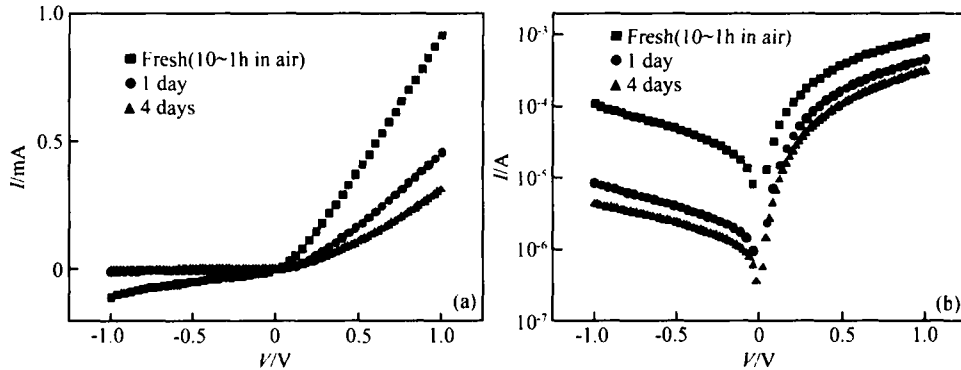 1.0
Fresh(10~1h in air)
1 day
4 days
0.5
I/mA
0
(a)
-1.0 -0.5 0 0.5 1.0
V/V
10-3
Fresh(10~1h in air)
1 day
4 days
10-4
I/A
10-5
10-6
10-7
(b)
-1.0 -0.5 0 0.5 1.0
V/V